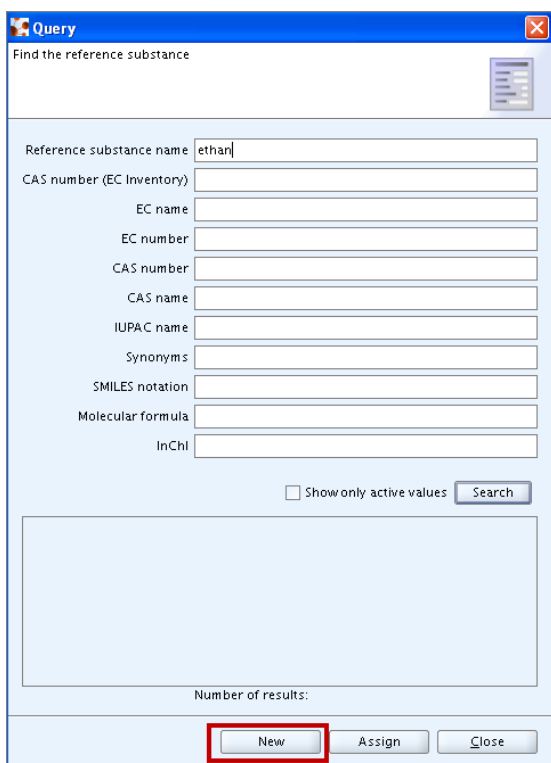 Query
Find the reference substance
Reference substance name ethan
CAS number (EC Inventory)
EC name
EC number
CAS number
CAS name
IUPAC name
Synonyms
SMILES notation
Molecular formula
InChI
Show only active values Search
Number of results:
New Assign Close